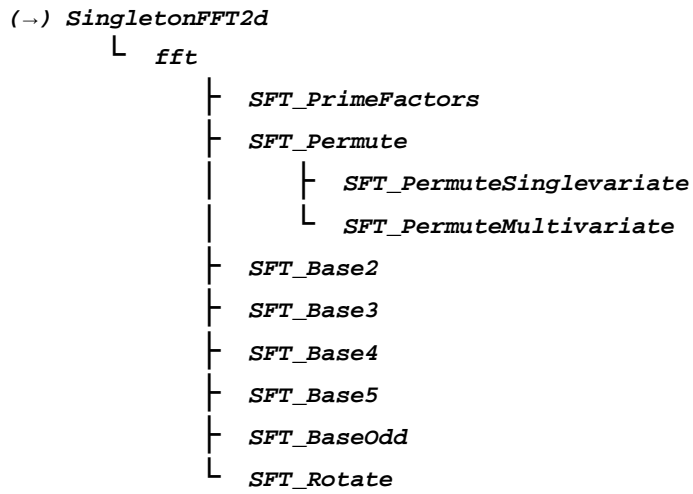 (→) SingletonFFT2d
└ fft
├ SFT_PrimeFactors
├ SFT_Permute
│ ├ SFT_PermuteSinglevariate
│ └ SFT_PermuteMultivariate
├ SFT_Base2
├ SFT_Base3
├ SFT_Base4
├ SFT_Base5
├ SFT_BaseOdd
└ SFT_Rotate